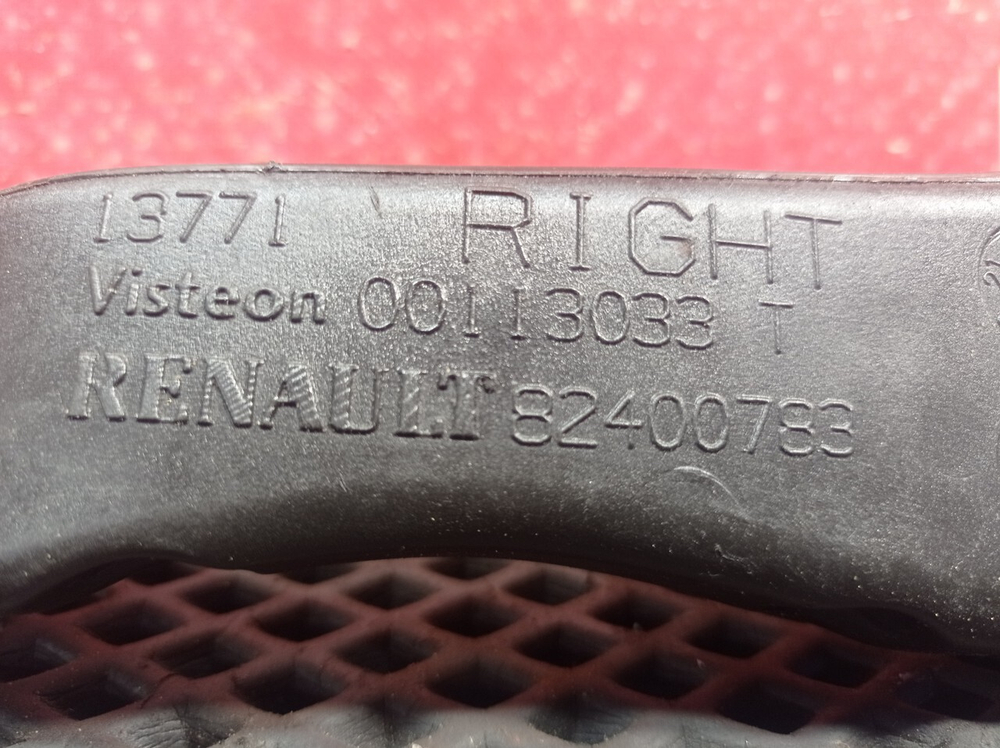 13771 RIGHT
Visteon 00113033 T
RENAULT 82400783